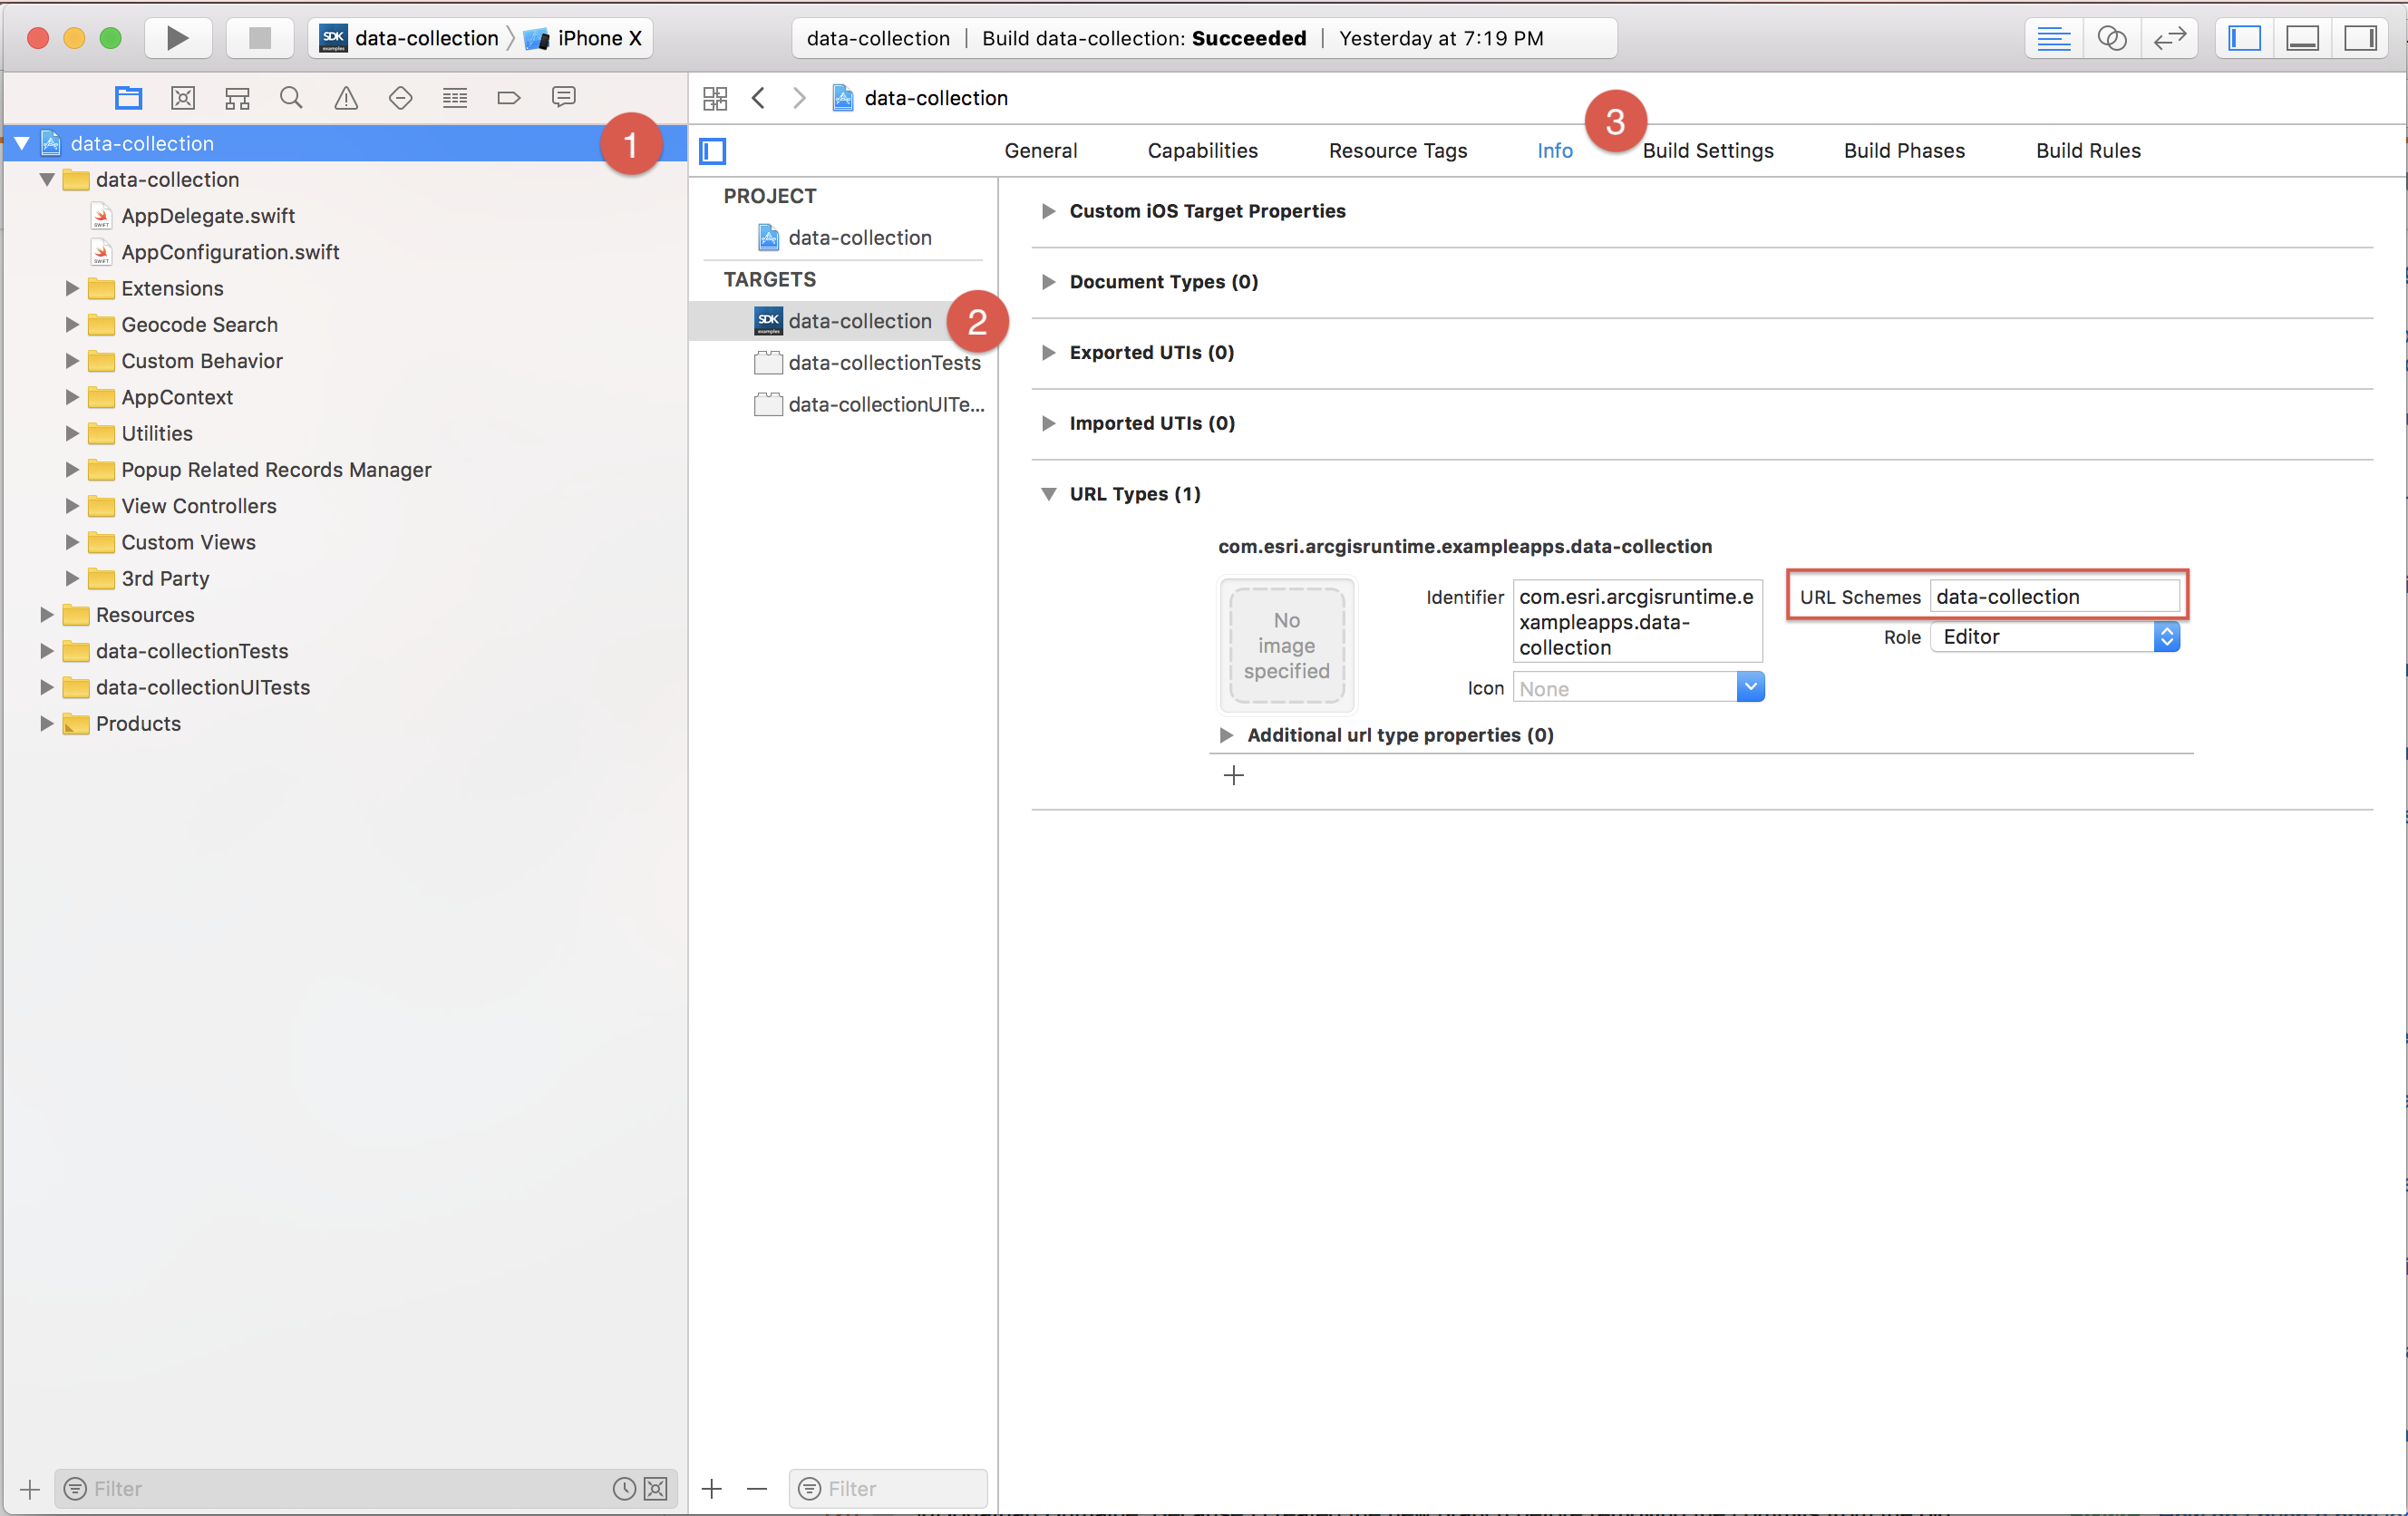 SDK examples data-collection iPhone X
data-collection | Build data-collection: Succeeded | Yesterday at 7:19 PM
data-collection 1
data-collection
SWIFT AppDelegate.swift
SWIFT AppConfiguration.swift
Extensions
Geocode Search
Custom Behavior
AppContext
Utilities
Popup Related Records Manager
View Controllers
Custom Views
3rd Party
Resources
data-collectionTests
data-collectionUITests
Products
Filter
data-collection
3
General Capabilities Resource Tags Info Build Settings Build Phases Build Rules
PROJECT
data-collection
TARGETS
SDK examples data-collection 2
data-collectionTests
data-collectionUITe...
Filter
Custom iOS Target Properties
Document Types (0)
Exported UTIs (0)
Imported UTIs (0)
URL Types (1)
com.esri.arcgisruntime.exampleapps.data-collection
No
image
specified
Identifier com.esri.arcgisruntime.e
xampleapps.data-
collection
Icon None
URL Schemes data-collection
Role Editor
Additional url type properties (0)